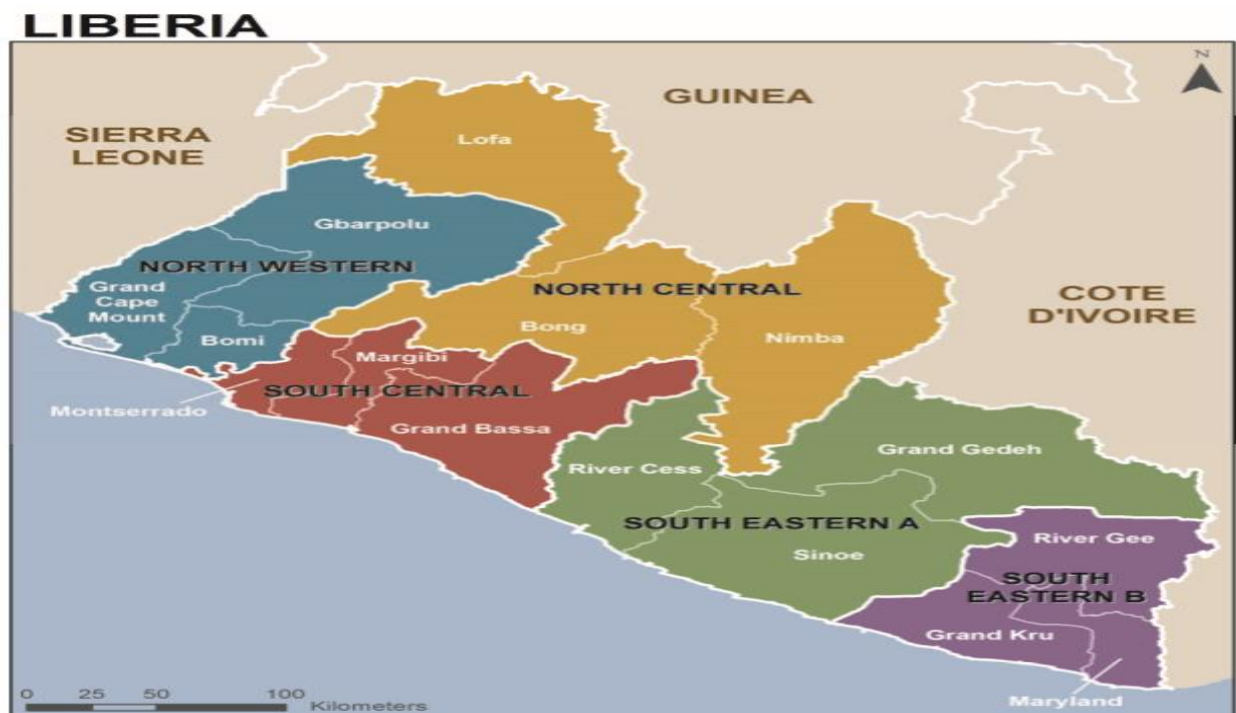 LIBERIA
N
GUINEA
SIERRA
LEONE
Lofa
Gbarpolu
NORTH WESTERN
Grand
Cape
Mount
Bomi
NORTH CENTRAL
Bong
Nimba
COTE
D'IVOIRE
Margibi
SOUTH CENTRAL
Montserrado
Grand Bassa
River Cess
Grand Gedeh
SOUTH EASTERN A
Sinoe
River Gee
SOUTH
EASTERN B
Grand Kru
Maryland
0 25 50 100
Kilometers